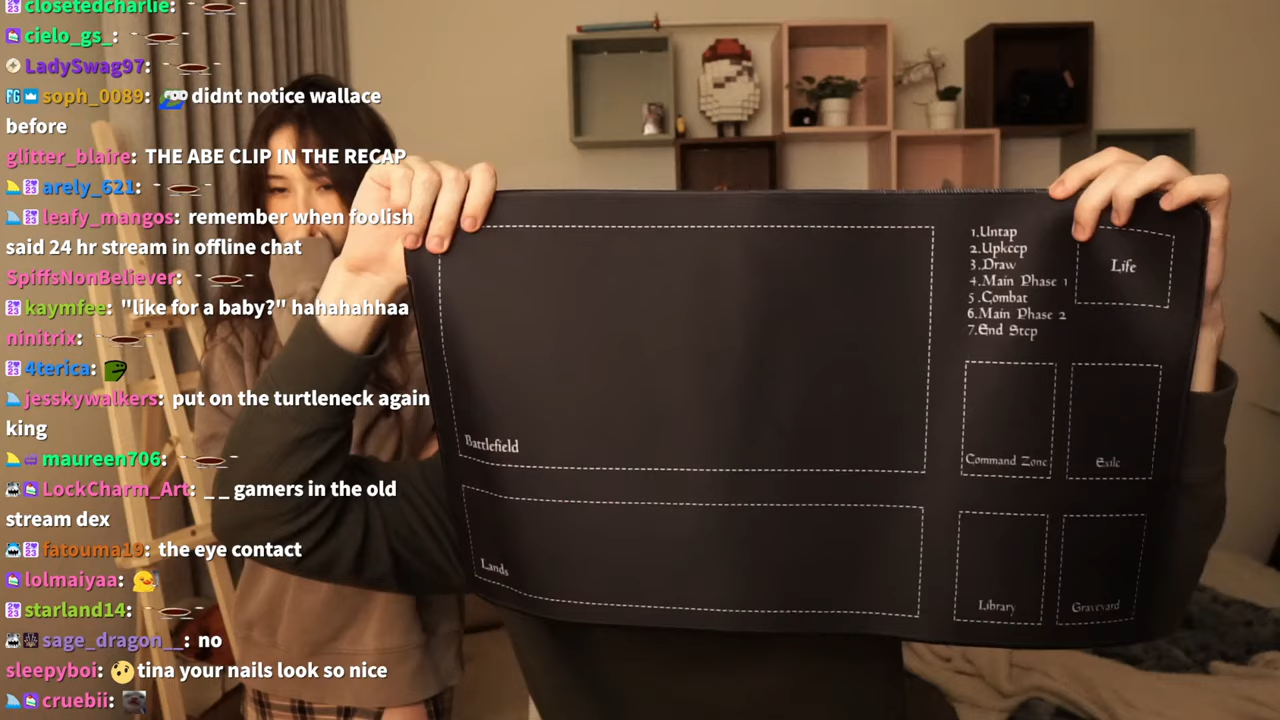 closetedcharlie:
cielo_gs_:
LadySwag97:
soph_0089: didnt notice wallace
before
glitter_blaire: THE ABE CLIP IN THE RECAP
arely_621:
leafy_mangos: remember when foolish
said 24 hr stream in offline chat
SpiffsNonBeliever:
kaymfee: "like for a baby?" hahahahhaa
ninitrix:
4terica:
jesskywalkers: put on the turtleneck again
king
maureen706:
LockCharm_Art: _ _ gamers in the old
stream dex
fatouma19: the eye contact
lolmaiyaa:
starland14:
sage_dragon__: no
sleepyboi: tina your nails look so nice
cruebii:
1.Untap
2.Upkeep
3.Draw
4.Main Phase 1
5.Combat
6.Main Phase 2
7.End Step
Life
Battlefield
Command Zone
Exile
Lands
Library
Graveyard